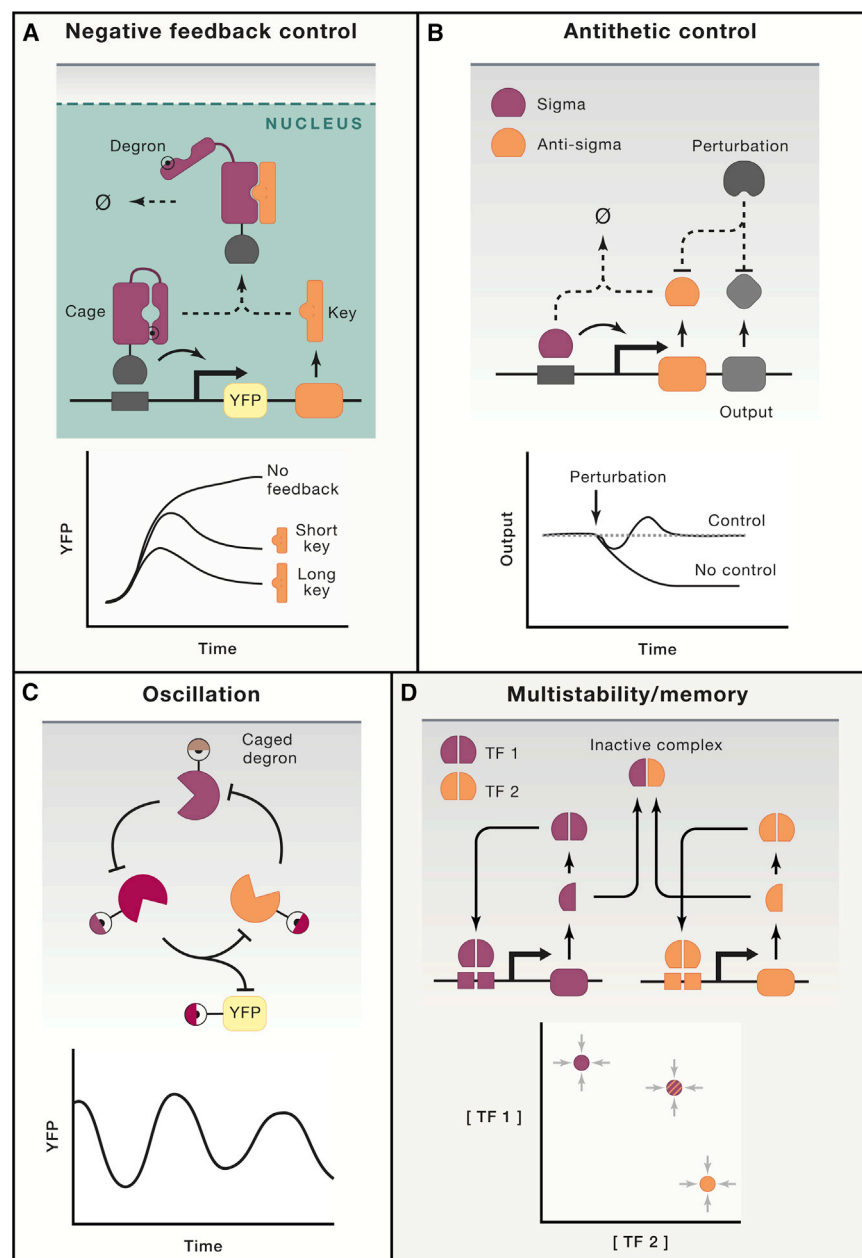 A
Negative feedback control
NUCLEUS
Degron
Ø
Cage
Key
YFP
YFP
No
feedback
Short
key
Long
key
Time
B
Antithetic control
Sigma
Anti-sigma
Perturbation
Ø
Output
Output
Perturbation
Control
No control
Time
C
Oscillation
Caged
degron
YFP
YFP
Time
D
Multistability/memory
TF 1
TF 2
Inactive complex
[ TF 1 ]
[ TF 2 ]